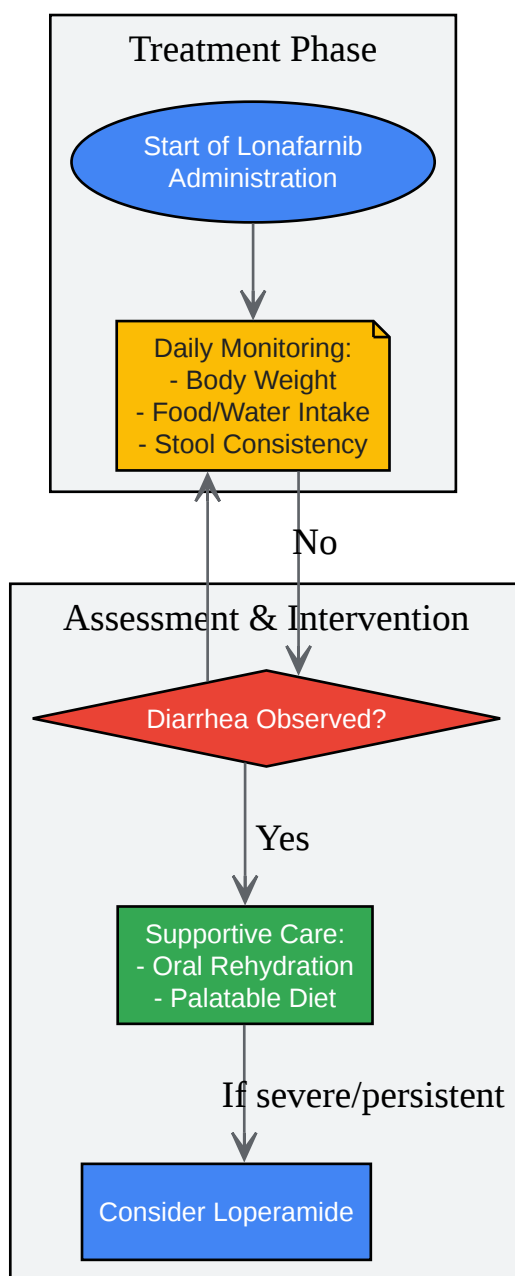 Treatment Phase
Start of Lonafarnib
Administration
Daily Monitoring:
- Body Weight
- Food/Water Intake
- Stool Consistency
No
Assessment & Intervention
Diarrhea Observed?
Yes
Supportive Care:
- Oral Rehydration
- Palatable Diet
If severe/persistent
Consider Loperamide